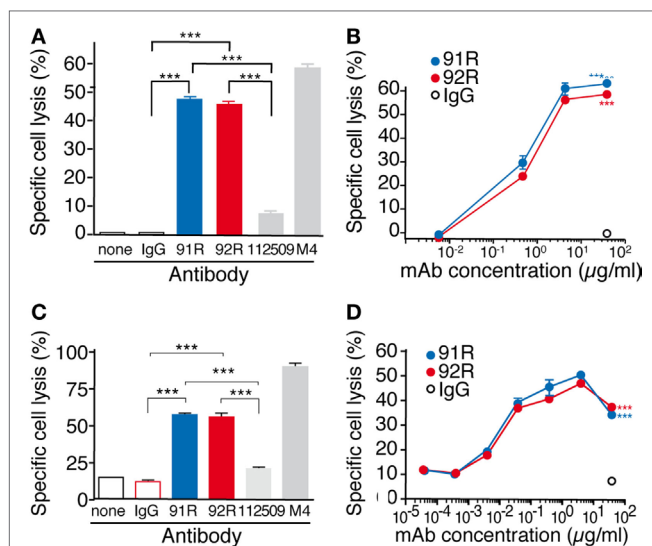 A
Specific cell lysis (%)
60
50
40
30
20
10
0
***
***
***
***
none IgG 91R 92R 112509 M4
Antibody
B
Specific cell lysis (%)
60
50
40
30
20
10
0
91R
92R
IgG
***
10-2 10-1 100 101 102
mAb concentration (µg/ml)
C
Specific cell lysis (%)
100
75
50
25
0
***
***
***
***
none IgG 91R 92R 112509 M4
Antibody
D
Specific cell lysis (%)
60
50
40
30
20
10
0
91R
92R
IgG
***
***
10-5 10-4 10-3 10-2 10-1 100 101 102
mAb concentration (µg/ml)